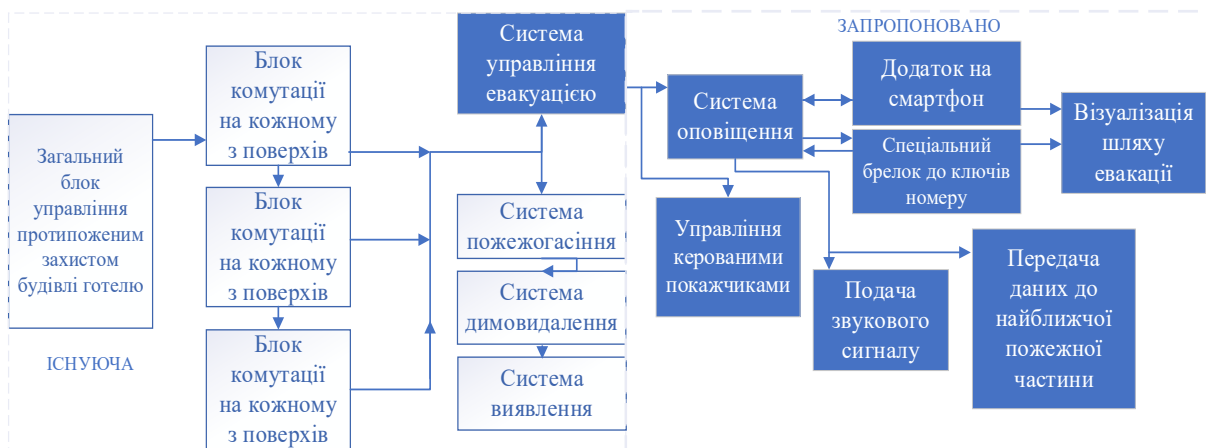 Загальний
блок
управління
протипоженим
захистом
будівлі готелю
ІСНУЮЧА
Блок
комутації
на кожному
з поверхів
Блок
комутації
на кожному
з поверхів
Блок
комутації
на кожному
з поверхів
Система
управління
евакуацією
Система
пожежогасіння
Система
димовидалення
Система
виявлення
ЗАПРОПОНОВАНО
Система
оповіщення
Додаток на
смартфон
Спеціальний
брелок до ключів
номеру
Візуалізація
шляху
евакації
Управління
керованими
покажчиками
Подача
звукового
сигналу
Передача
даних до
найближчої
пожежної
частини